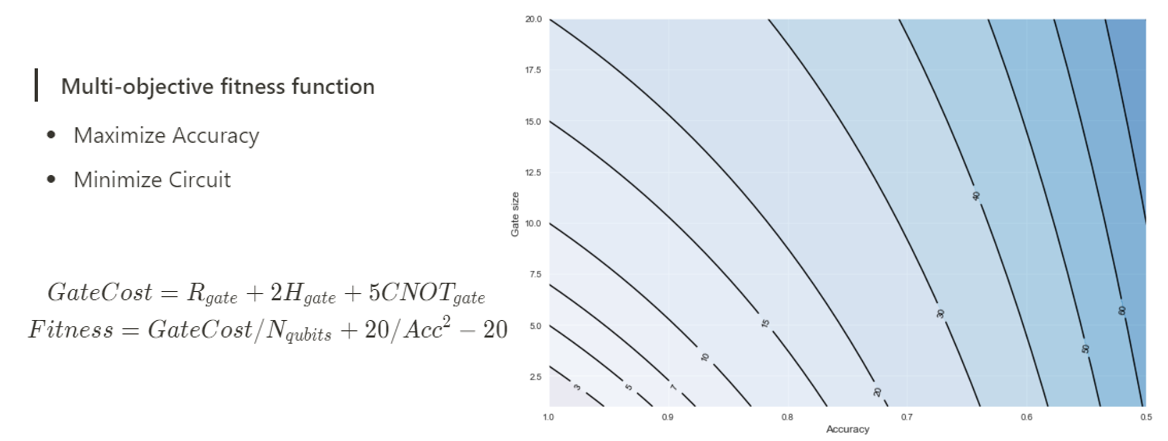 Multi-objective fitness function
• Maximize Accuracy
• Minimize Circuit
GateCost = R_gate + 2H_gate + 5CNOT_gate
Fitness = GateCost/N_qubits + 20/Acc² − 20
Gate size
20.0
17.5
15.0
12.5
10.0
7.5
5.0
2.5
3
5
7
10
15
20
30
40
50
60
1.0 0.9 0.8 0.7 0.6 0.5
Accuracy